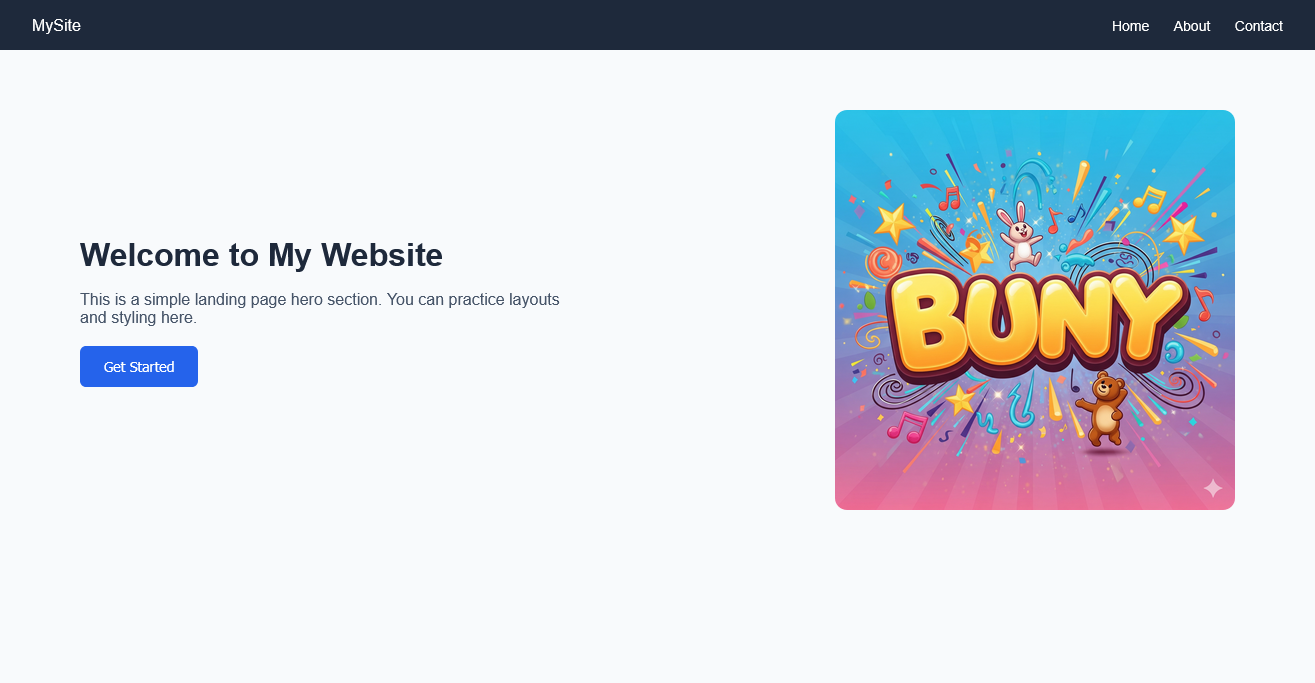 MySite
Home About Contact
Welcome to My Website
This is a simple landing page hero section. You can practice layouts
and styling here.
Get Started
BUNY